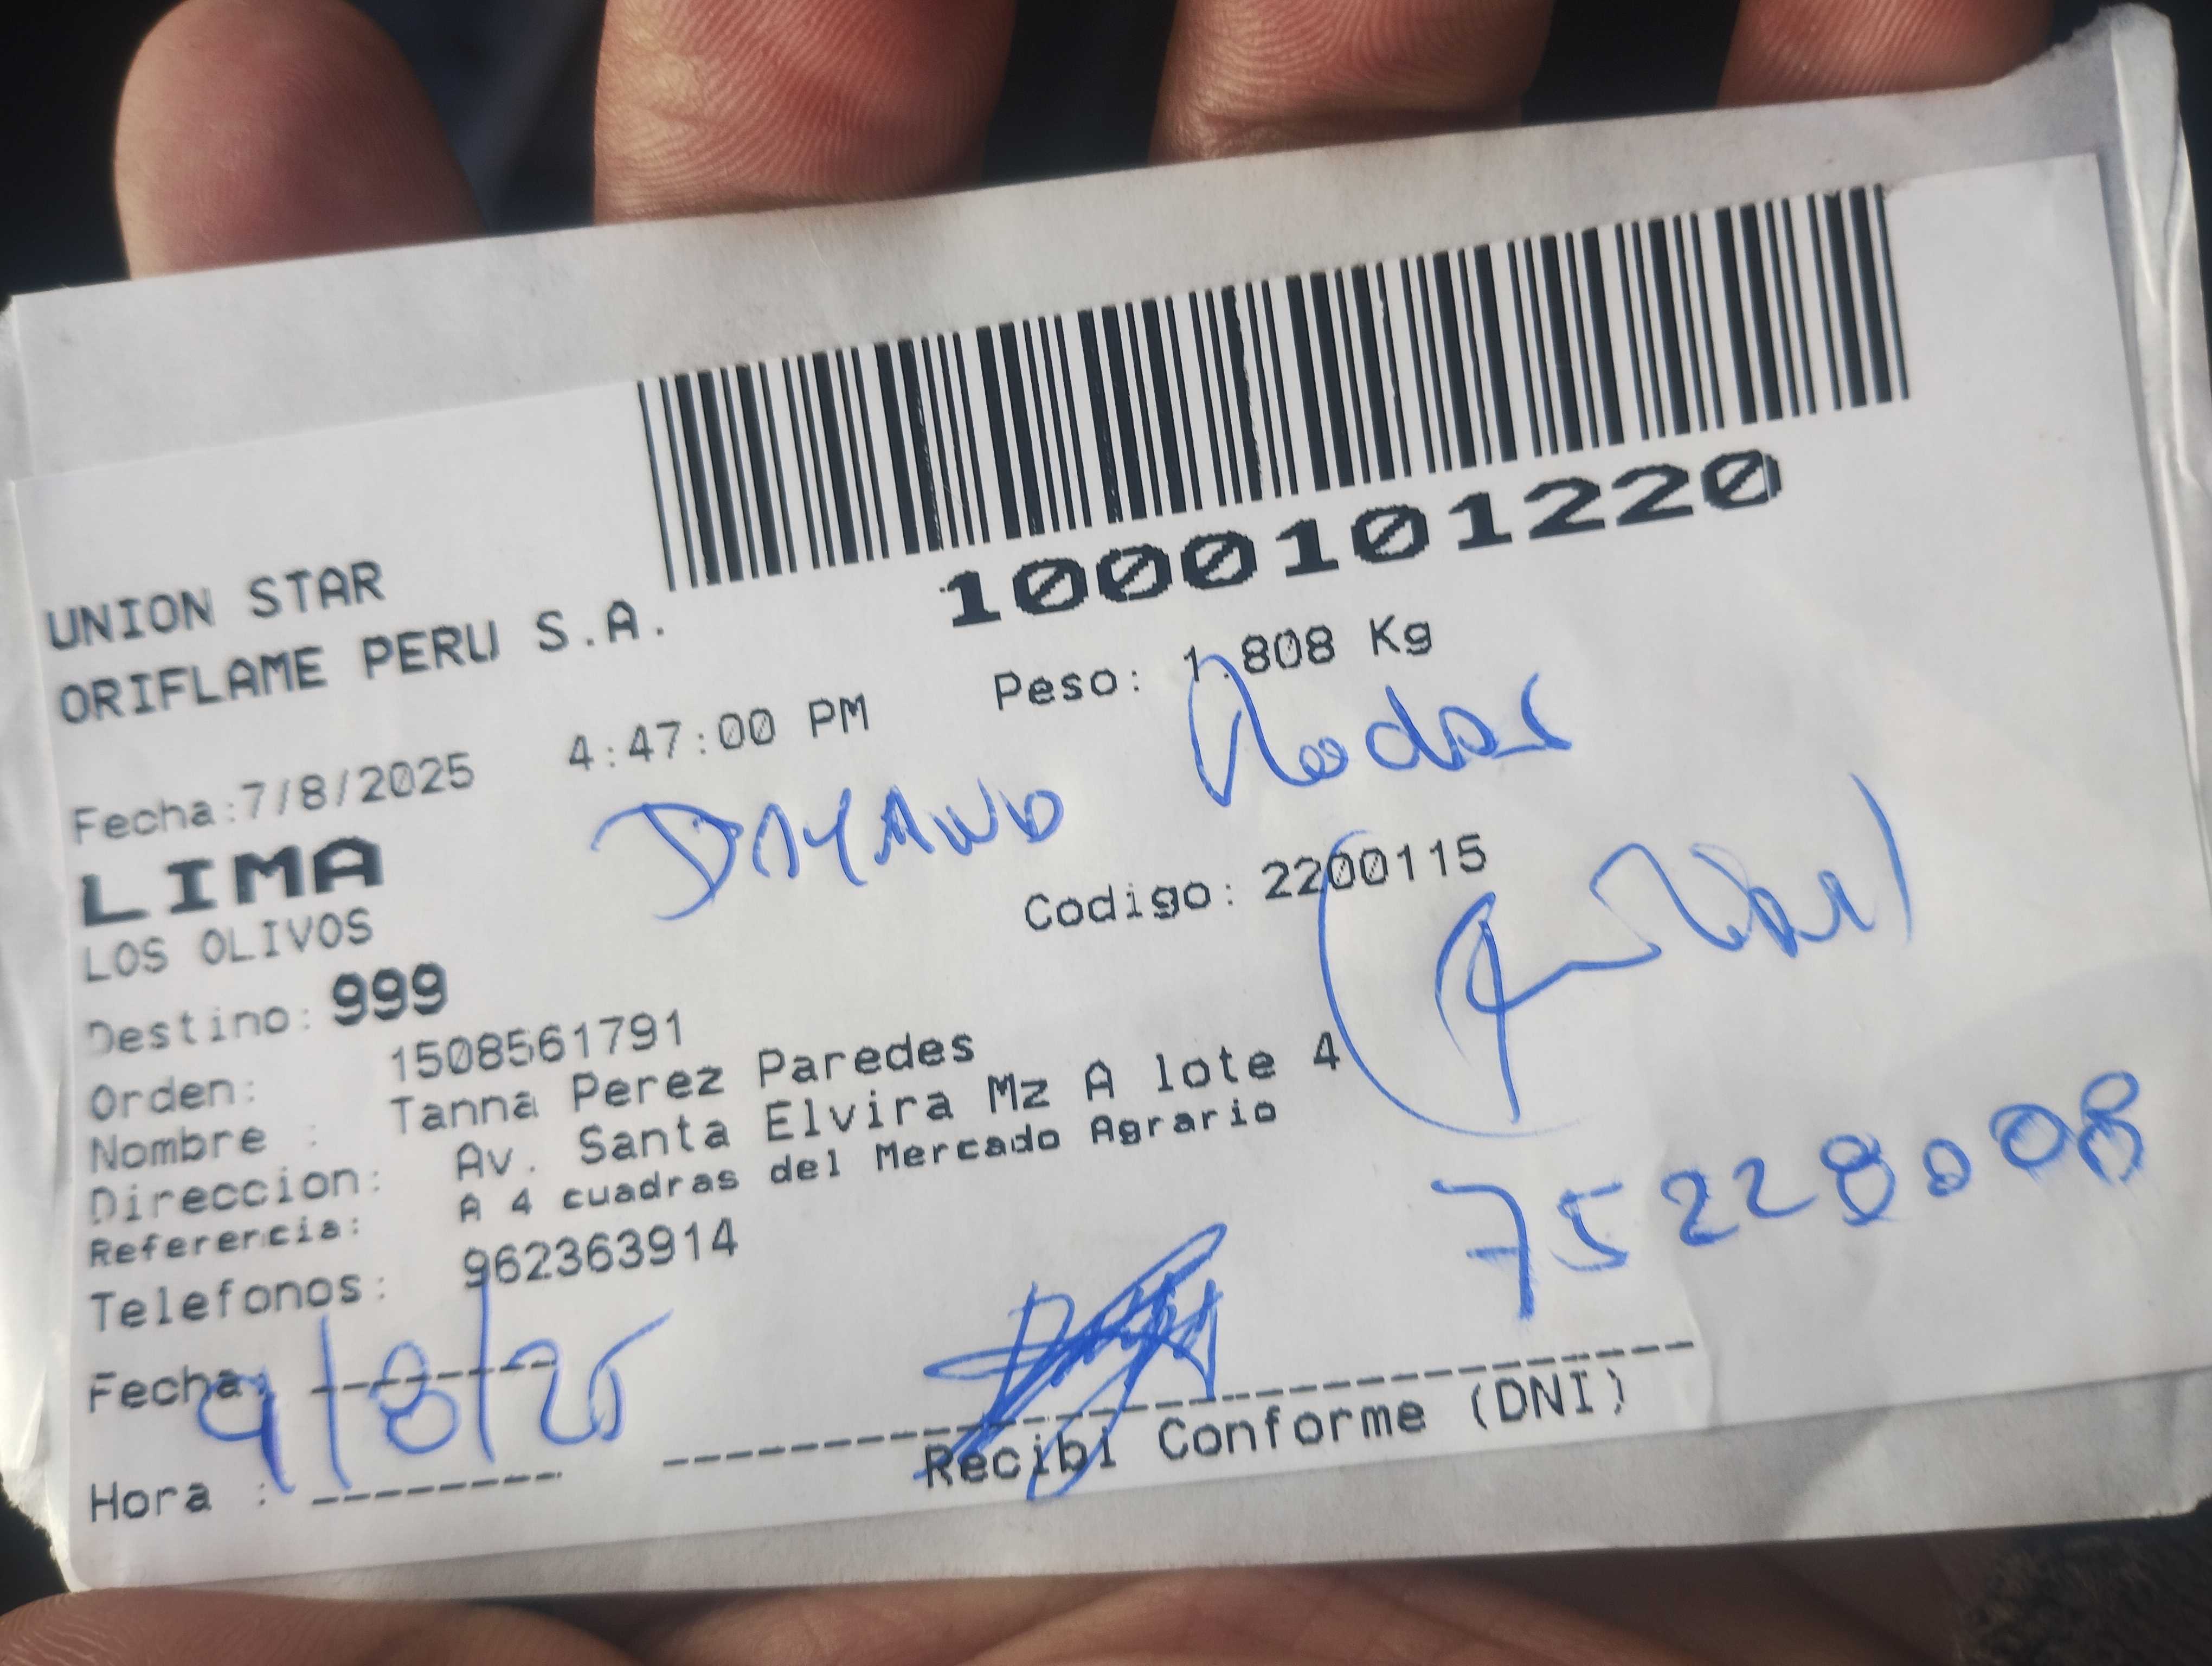 1000101220
UNION STAR
ORIFLAME PERU S.A.
Peso: 1.808 Kg
Fecha:7/8/2025 4:47:00 PM
LIMA
LOS OLIVOS
Codigo: 2200115
Destino: 999
Orden: 1508561791
Nombre : Tanna Perez Paredes
Direccion: Av. Santa Elvira Mz A lote 4
Referencia: A 4 cuadras del Mercado Agrario
Telefonos: 962363914
75228008
Fecha: 9/8/25
Hora :
Recibi Conforme (DNI)